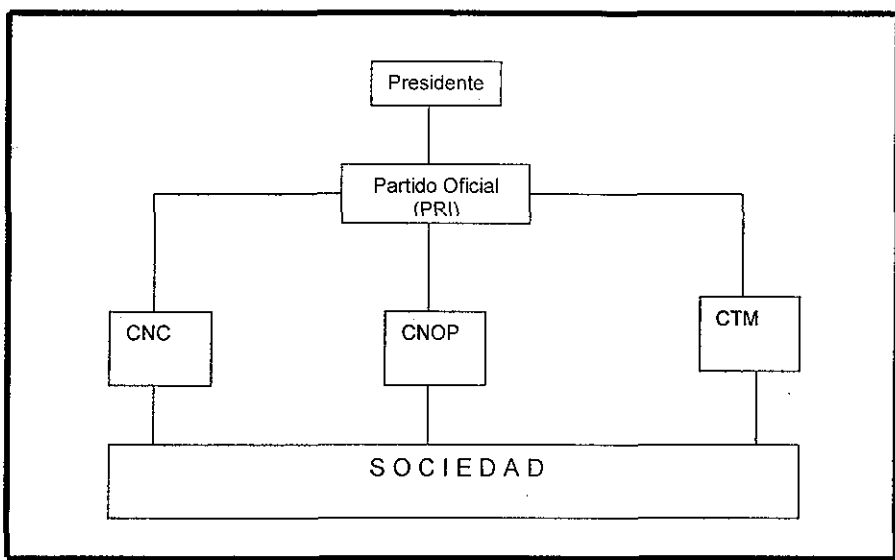 Presidente
Partido Oficial
(PRI)
CNC
CNOP
CTM
SOCIEDAD